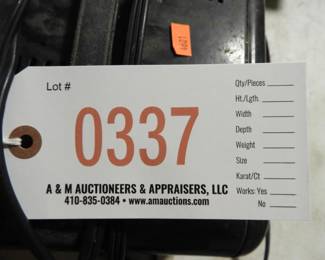 Lot #
0337
A & M AUCTIONEERS & APPRAISERS, LLC
410-835-0384 • www.amauctions.com
Qty/Pieces
Ht./Lgth.
Width
Depth
Weight
Size
Karat/Ct
Works: Yes
No